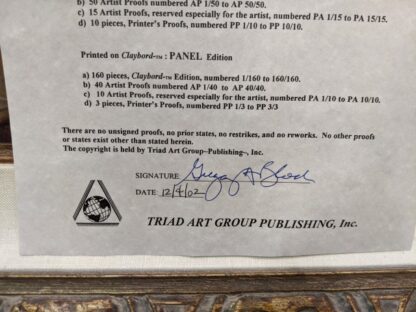 b) 50 Artist Proofs numbered AP 1/50 to AP 50/50.
c) 15 Artist Proofs, reserved especially for the artist, numbered PA 1/15 to PA 15/15.
d) 10 pieces, Printer's Proofs, numbered PP 1/10 to PP 10/10.
Printed on Claybord-™ : PANEL Edition
a) 160 pieces, Claybord-™ Edition, numbered 1/160 to 160/160.
b) 40 Artist Proofs, numbered AP 1/40 to AP 40/40.
c) 10 Artist Proofs, reserved especially for the artist, numbered PA 1/10 to PA 10/10.
d) 3 pieces, Printer's Proofs, numbered PP 1/3 to PP 3/3
There are no unsigned proofs, no prior states, no restrikes, and no reworks. No other proofs
or states exist other than stated herein.
The copyright is held by Triad Art Group--Publishing--, Inc.
SIGNATURE
DATE 12/4/02
TRIAD ART GROUP PUBLISHING, Inc.